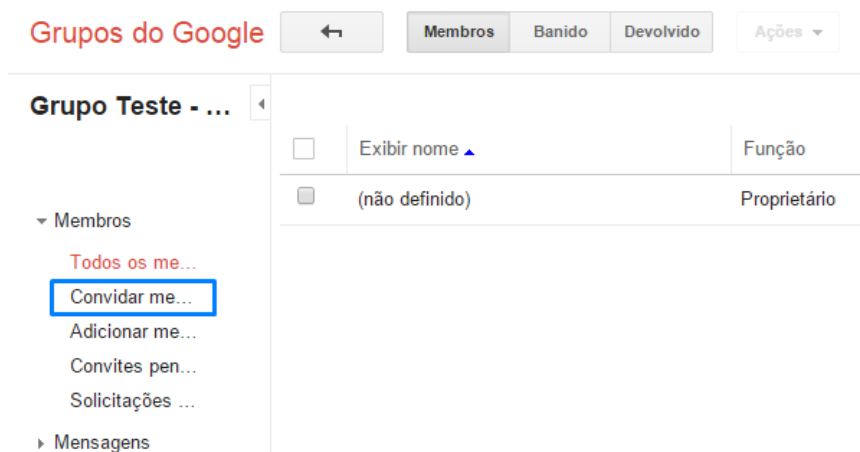 Grupos do Google
Membros Banido Devolvido Ações
Grupo Teste - ...
Exibir nome Função
(não definido) Proprietário
Membros
Todos os me...
Convidar me...
Adicionar me...
Convites pen...
Solicitações ...
Mensagens